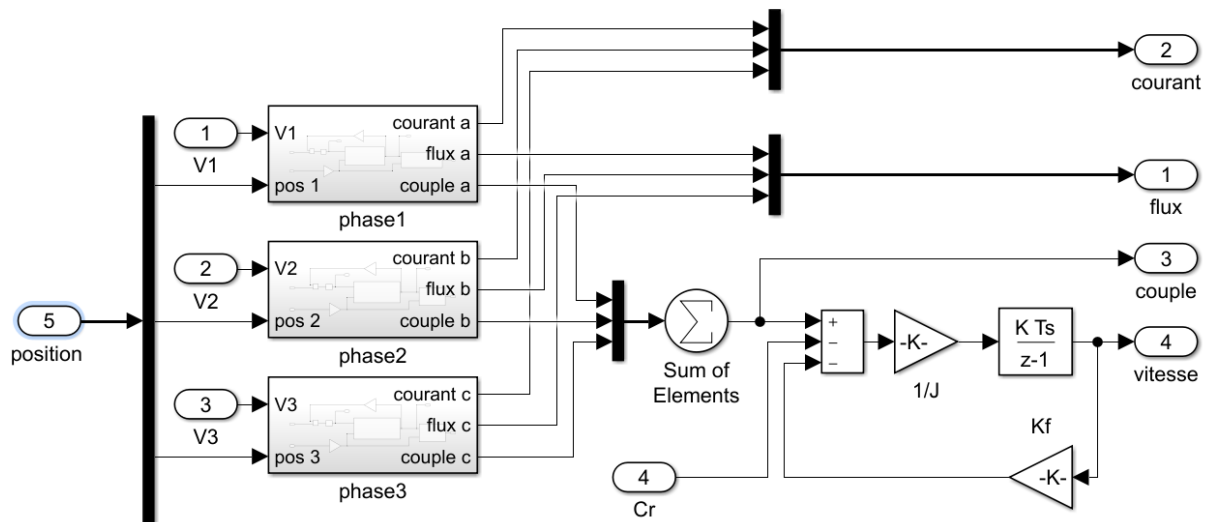 2
courant
1
V1
V1
pos 1
courant a
flux a
couple a
phase1
1
flux
2
V2
V2
pos 2
courant b
flux b
couple b
phase2
3
couple
5
position
Sum of
Elements
+
−
−
-K-
1/J
K Ts
z-1
4
vitesse
3
V3
V3
pos 3
courant c
flux c
couple c
phase3
4
Cr
Kf
-K-